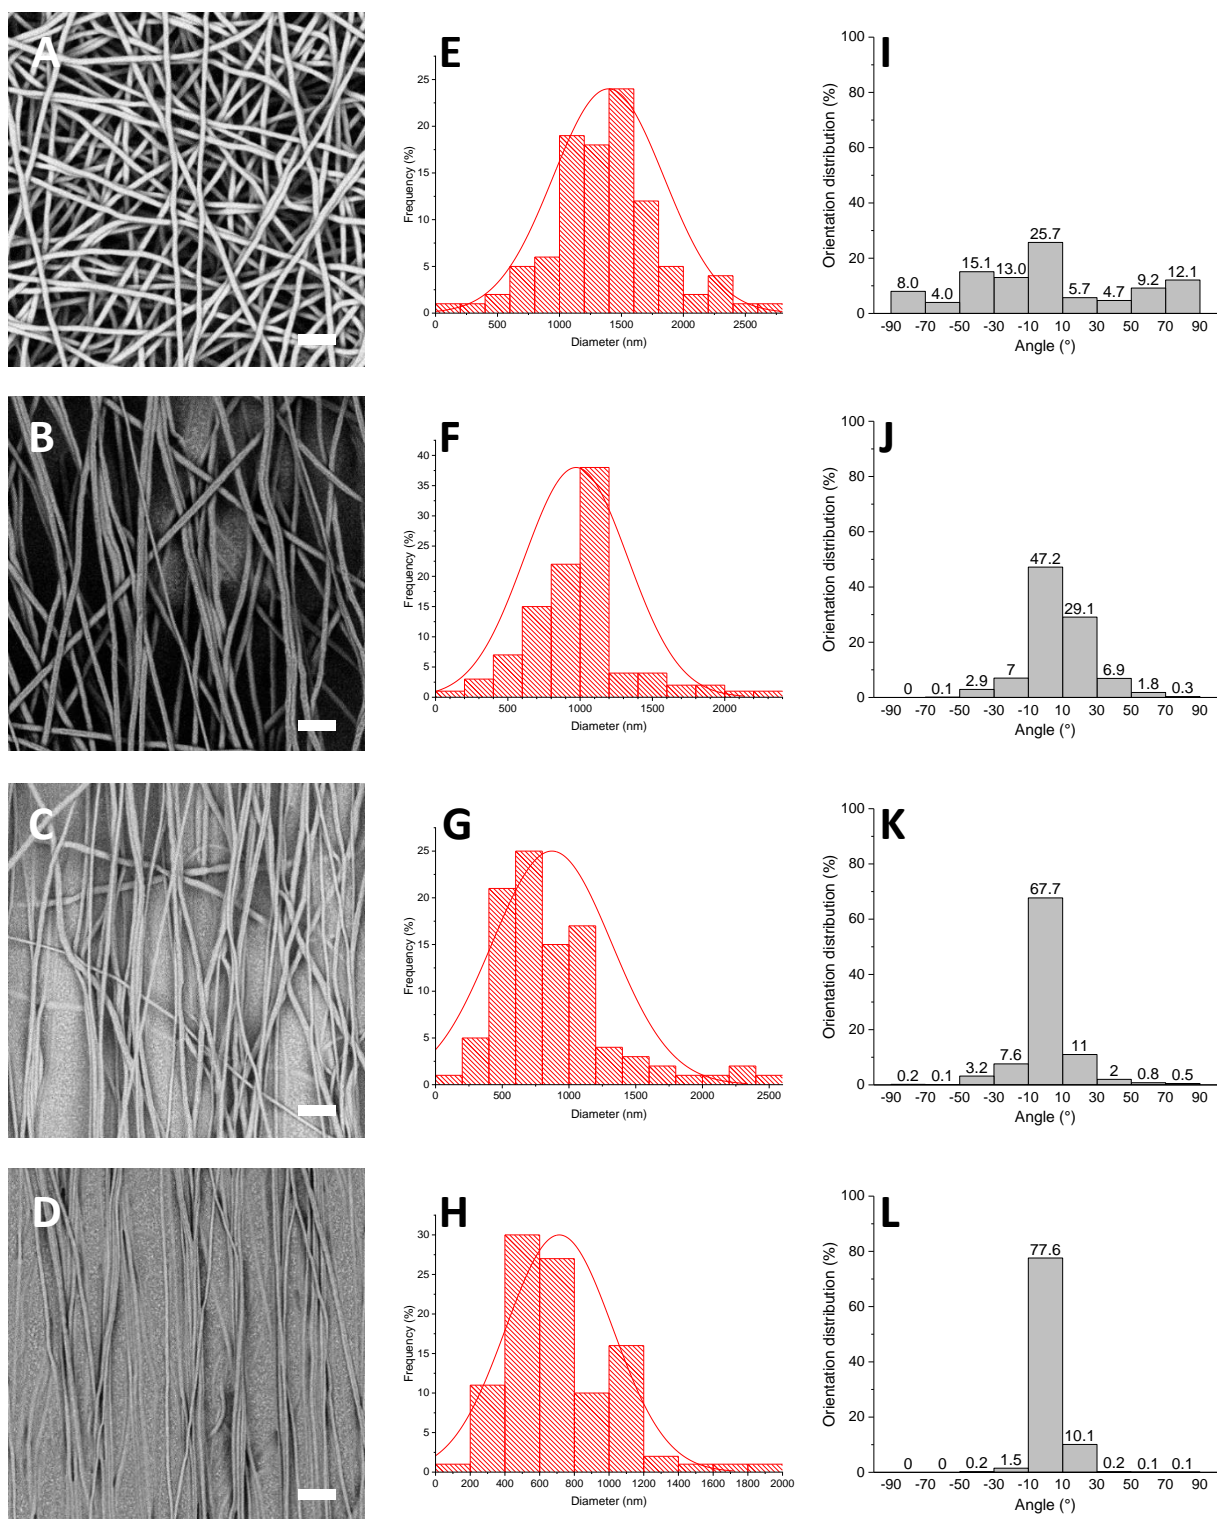 A
E
Frequency (%)
25
20
15
10
5
0
0 500 1000 1500 2000 2500
Diameter (nm)
I
Orientation distribution (%)
100
80
60
40
20
0
8.0 4.0 15.1 13.0 25.7 5.7 4.7 9.2 12.1
-90 -70 -50 -30 -10 10 30 50 70 90
Angle (°)
B
F
Frequency (%)
40
35
30
25
20
15
10
5
0
0 500 1000 1500 2000
Diameter (nm)
J
Orientation distribution (%)
100
80
60
40
20
0
0 0.1 2.9 7 47.2 29.1 6.9 1.8 0.3
-90 -70 -50 -30 -10 10 30 50 70 90
Angle (°)
C
G
Frequency (%)
25
20
15
10
5
0
0 500 1000 1500 2000 2500
Diameter (nm)
K
Orientation distribution (%)
100
80
60
40
20
0
0.2 0.1 3.2 7.6 67.7 11 2 0.8 0.5
-90 -70 -50 -30 -10 10 30 50 70 90
Angle (°)
D
H
Frequency (%)
30
25
20
15
10
5
0
0 200 400 600 800 1000 1200 1400 1600 1800 2000
Diameter (nm)
L
Orientation distribution (%)
100
80
60
40
20
0
0 0 0.2 1.5 77.6 10.1 0.2 0.1 0.1
-90 -70 -50 -30 -10 10 30 50 70 90
Angle (°)